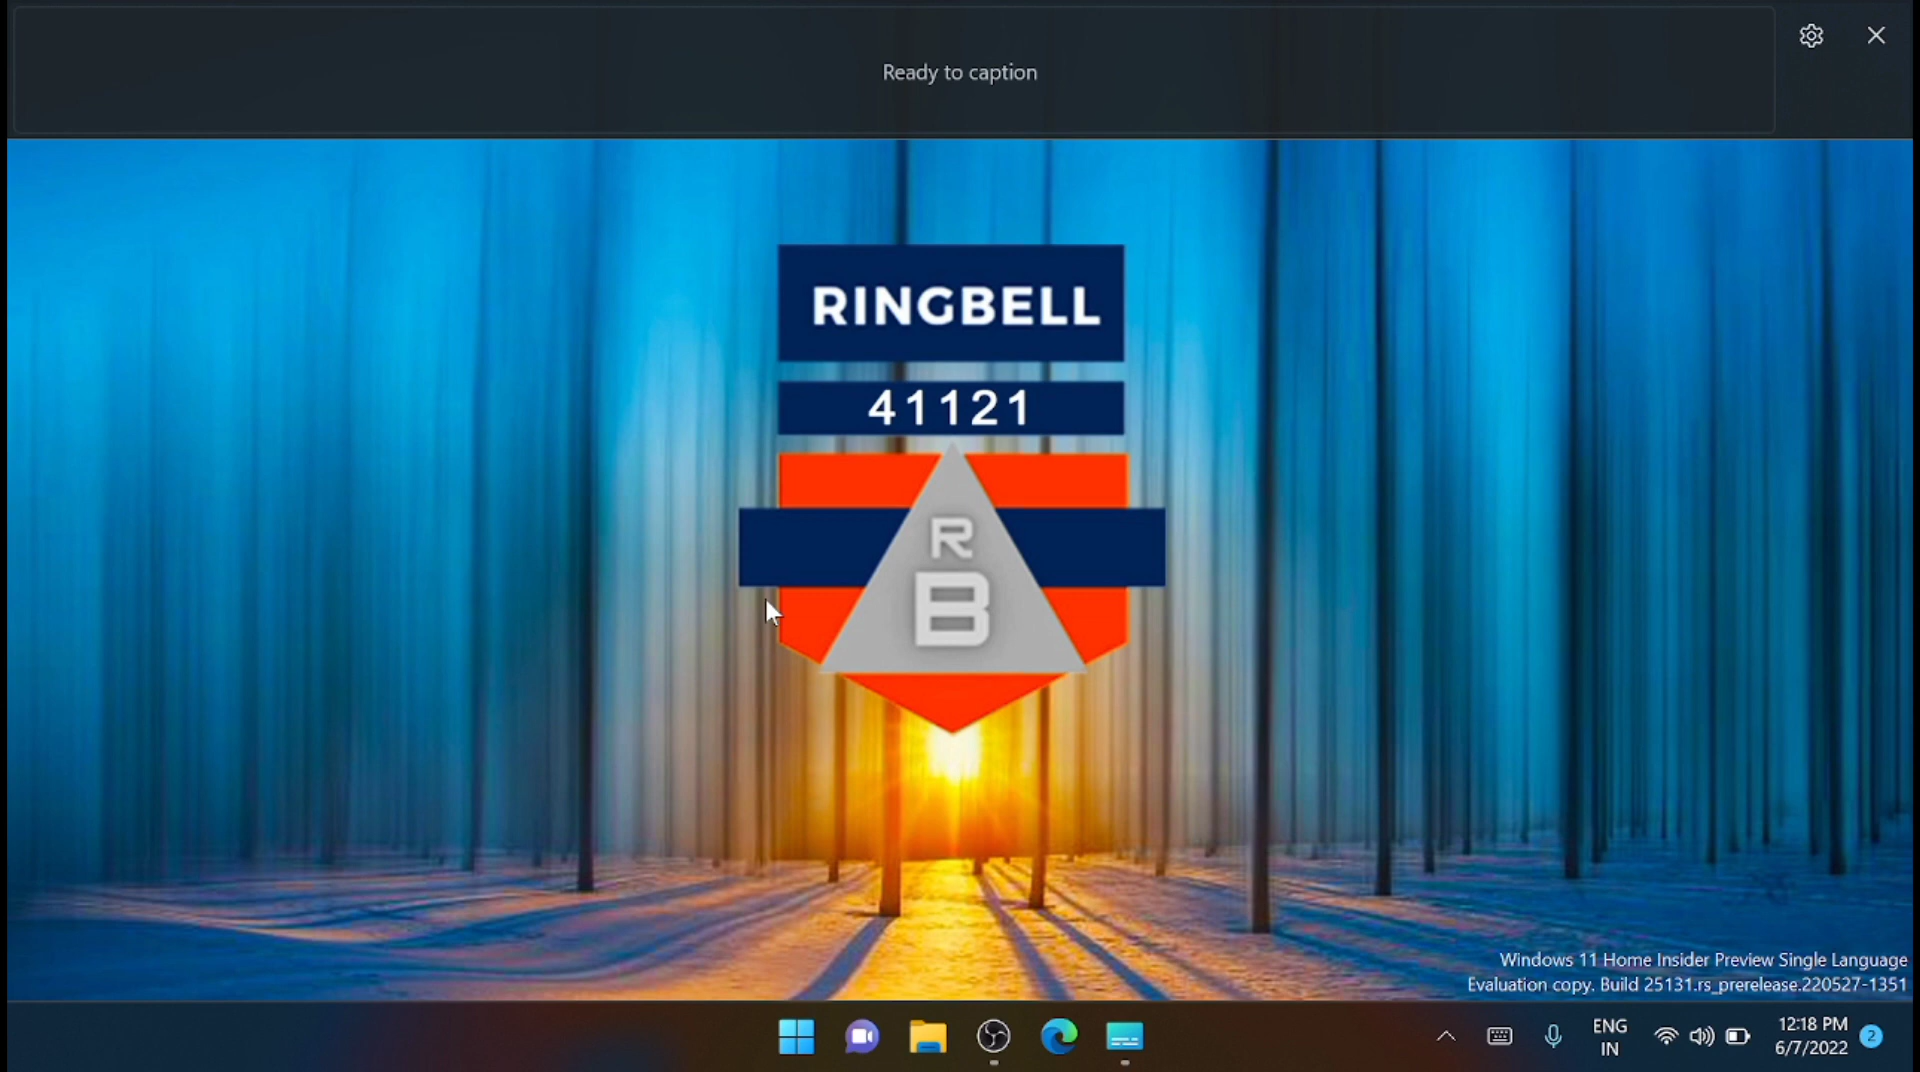 Ready to caption
RINGBELL
41121
R
B
Windows 11 Home Insider Preview Single Language
Evaluation copy. Build 25131.rs_prerelease.220527-1351
ENG
IN
12:18 PM
6/7/2022
2